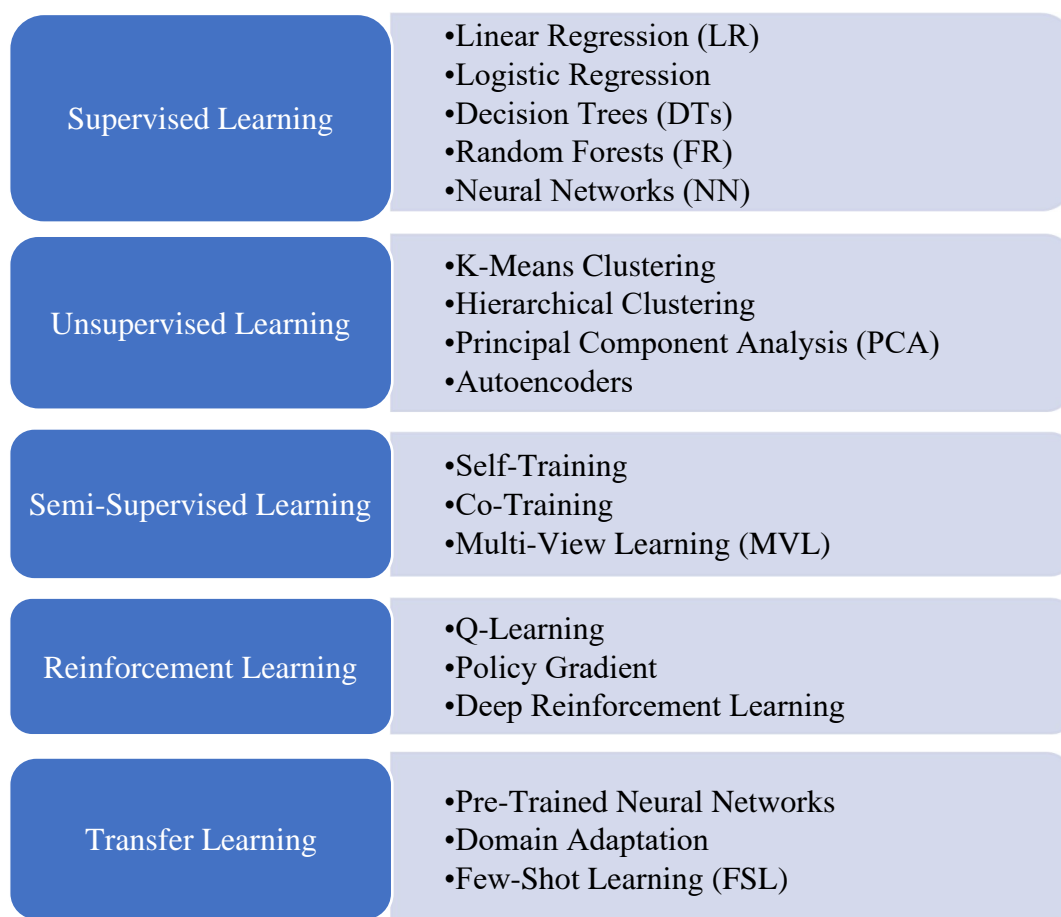 Supervised Learning
•Linear Regression (LR)
•Logistic Regression
•Decision Trees (DTs)
•Random Forests (FR)
•Neural Networks (NN)
Unsupervised Learning
•K-Means Clustering
•Hierarchical Clustering
•Principal Component Analysis (PCA)
•Autoencoders
Semi-Supervised Learning
•Self-Training
•Co-Training
•Multi-View Learning (MVL)
Reinforcement Learning
•Q-Learning
•Policy Gradient
•Deep Reinforcement Learning
Transfer Learning
•Pre-Trained Neural Networks
•Domain Adaptation
•Few-Shot Learning (FSL)